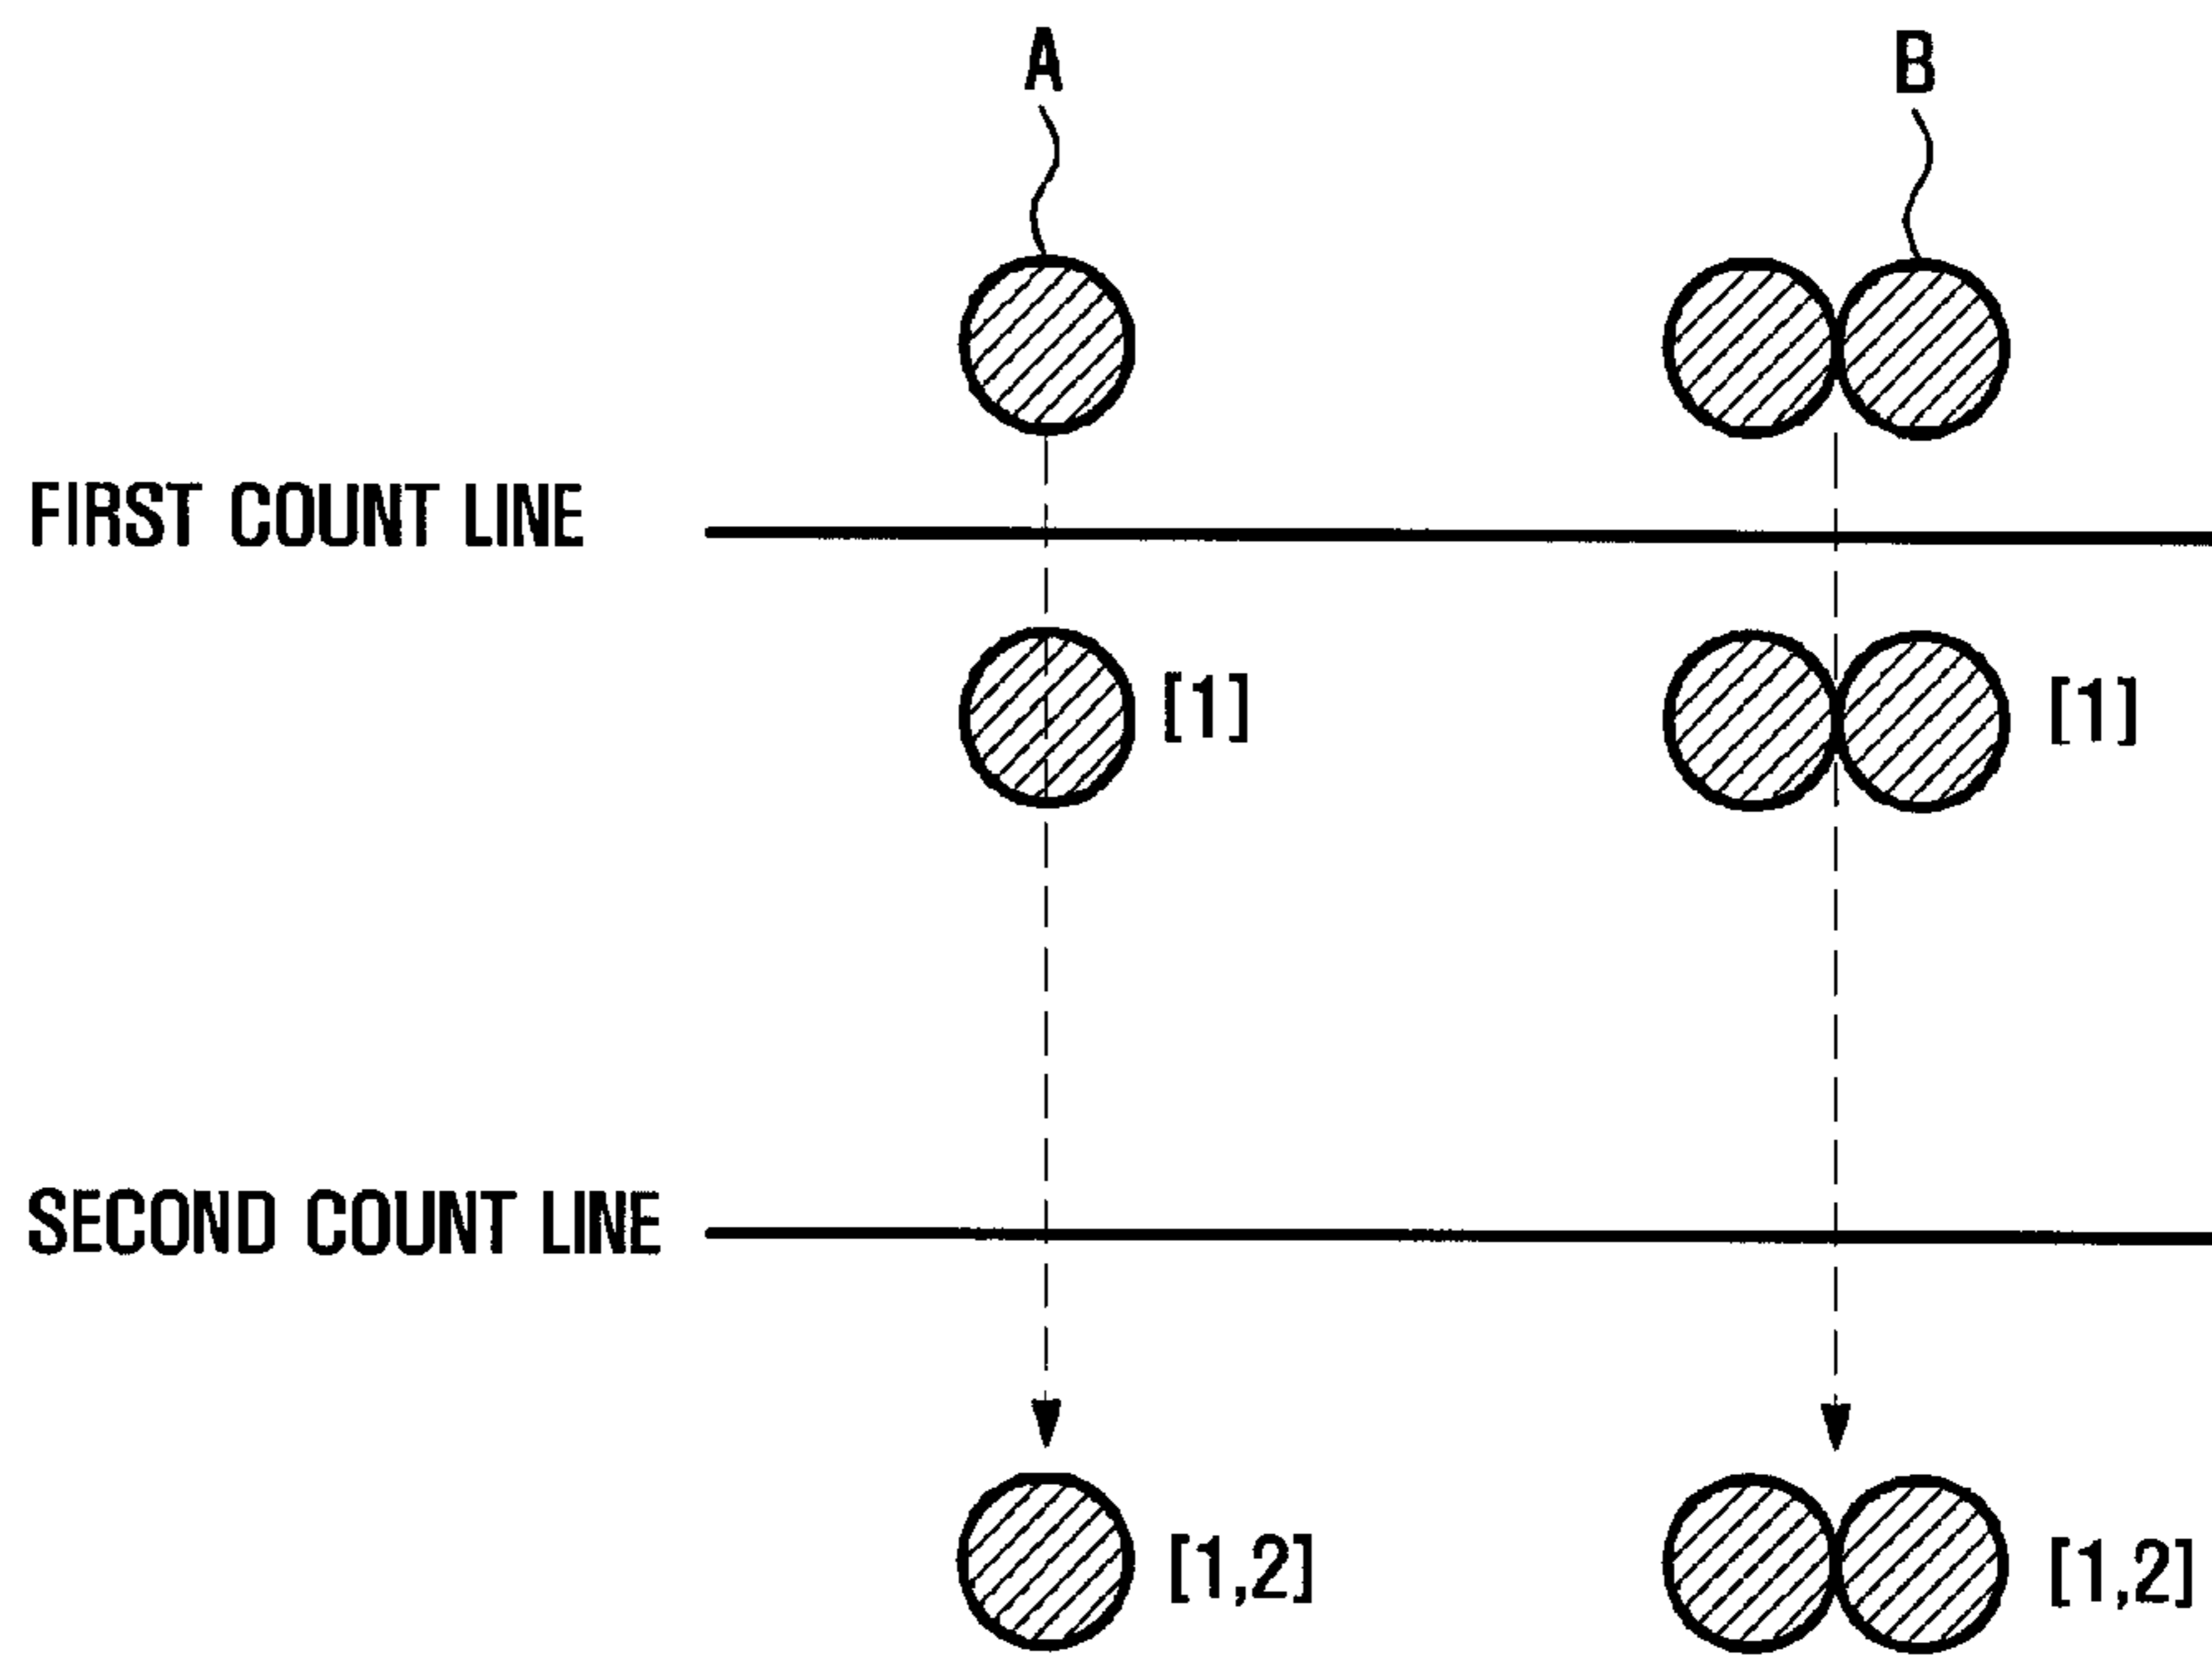 A B
FIRST COUNT LINE
[1] [1]
SECOND COUNT LINE
[1,2] [1,2]